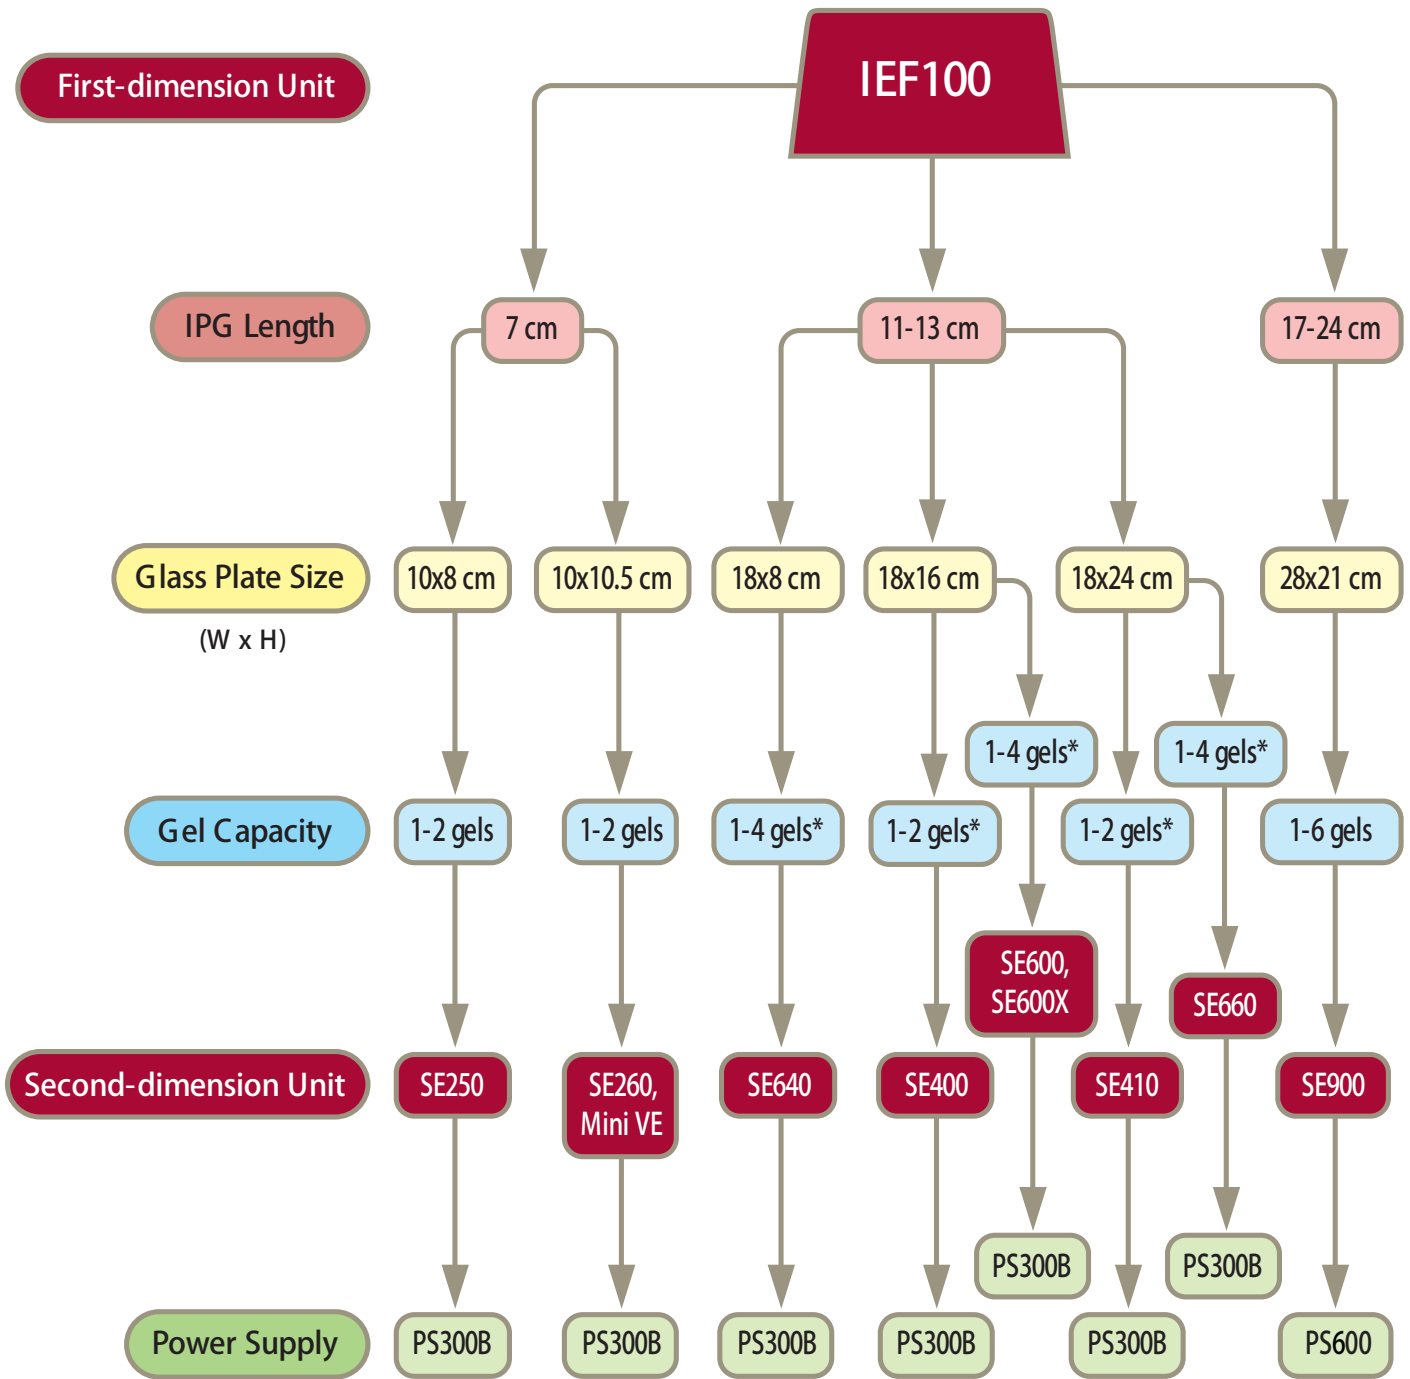 First-dimension Unit
IEF100
IPG Length
7 cm
11-13 cm
17-24 cm
Glass Plate Size
(W x H)
10x8 cm
10x10.5 cm
18x8 cm
18x16 cm
18x24 cm
28x21 cm
1-4 gels*
1-4 gels*
Gel Capacity
1-2 gels
1-2 gels
1-4 gels*
1-2 gels*
1-2 gels*
1-6 gels
SE600,
SE600X
SE660
Second-dimension Unit
SE250
SE260,
Mini VE
SE640
SE400
SE410
SE900
PS300B
PS300B
Power Supply
PS300B
PS300B
PS300B
PS300B
PS300B
PS600